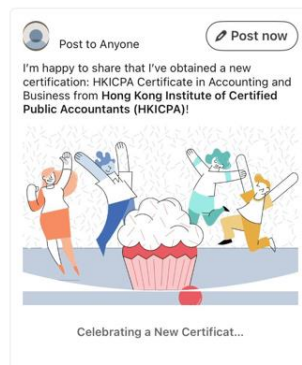 Post to Anyone
Post now
I'm happy to share that I've obtained a new
certification: HKICPA Certificate in Accounting and
Business from Hong Kong Institute of Certified
Public Accountants (HKICPA)!
Celebrating a New Certificat...